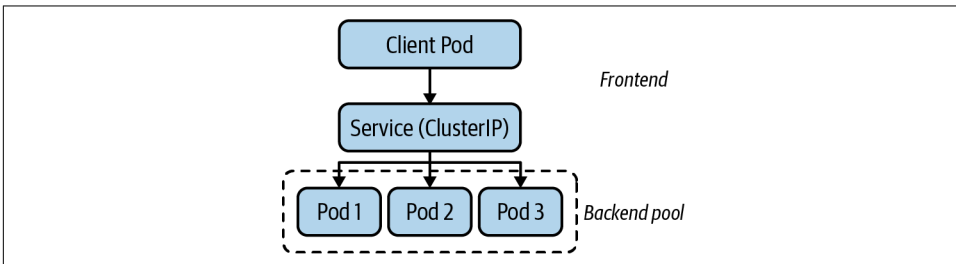 Client Pod
Frontend
Service (ClusterIP)
Pod 1
Pod 2
Pod 3
Backend pool